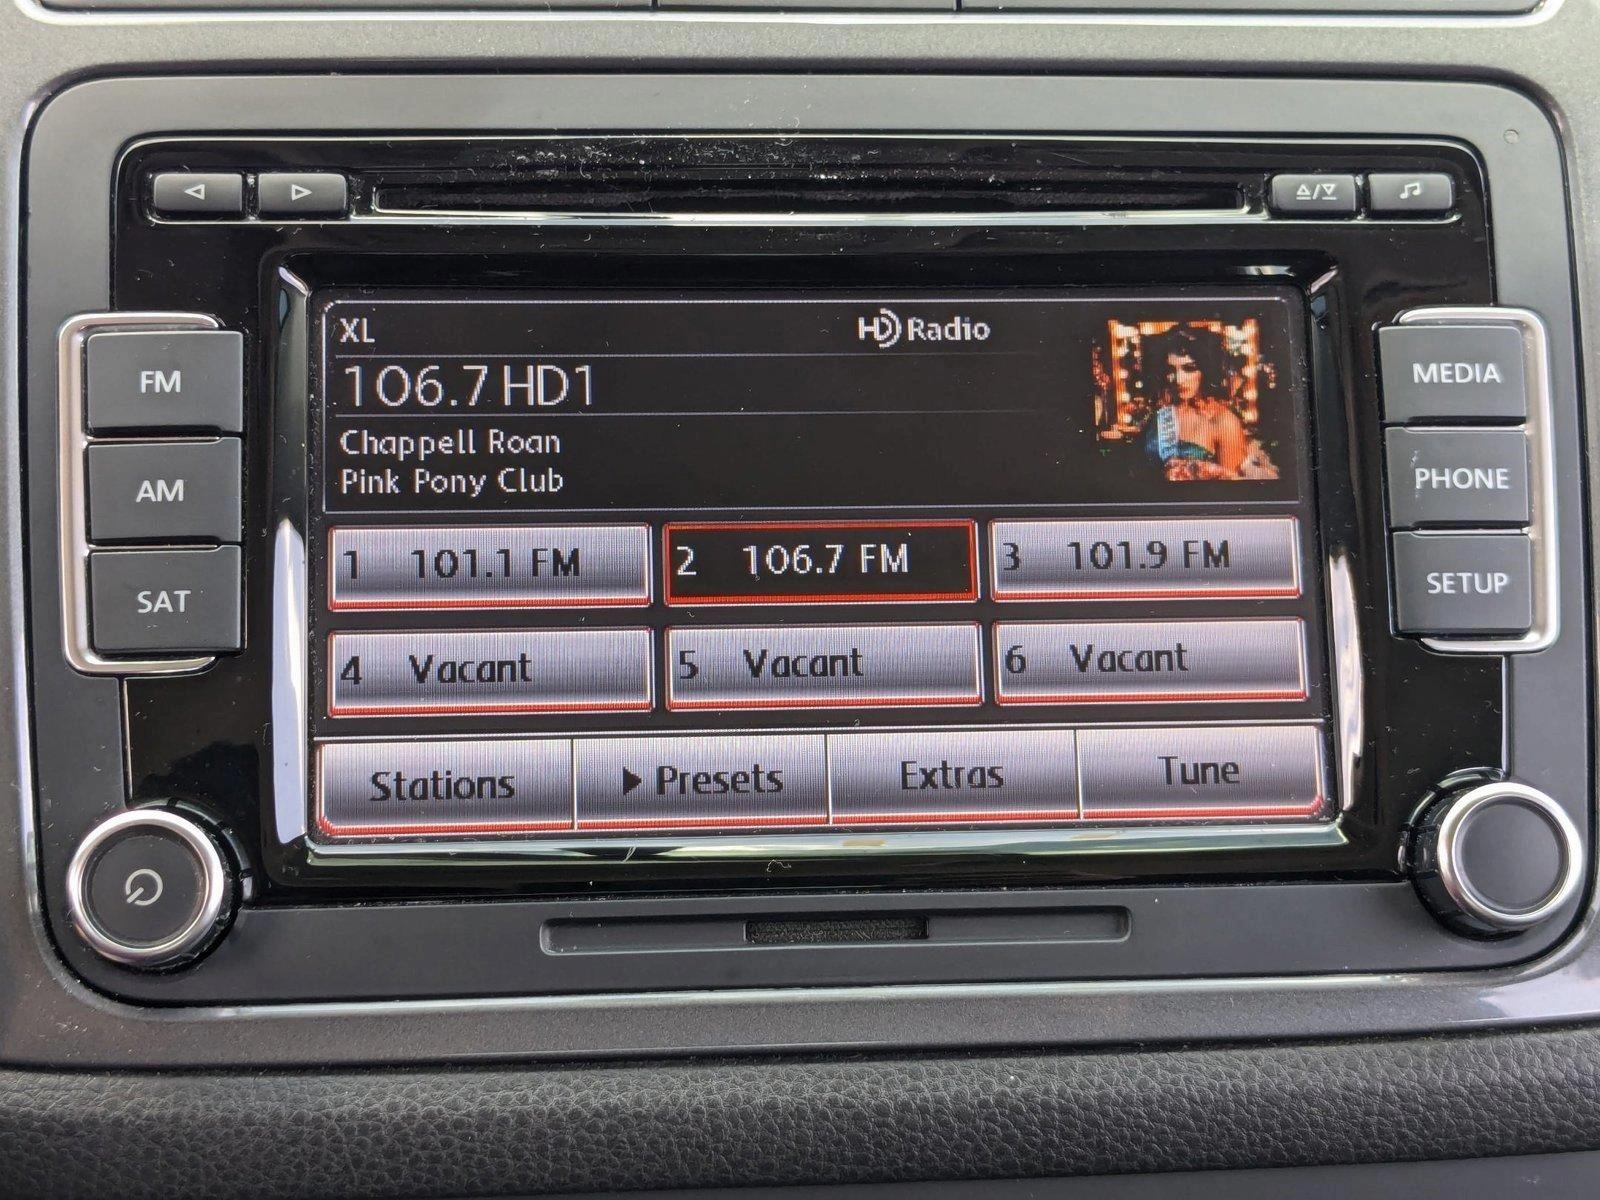 XL
HD Radio
106.7 HD1
Chappell Roan
Pink Pony Club
FM
AM
SAT
MEDIA
PHONE
SETUP
1 101.1 FM
2 106.7 FM
3 101.9 FM
4 Vacant
5 Vacant
6 Vacant
Stations
Presets
Extras
Tune